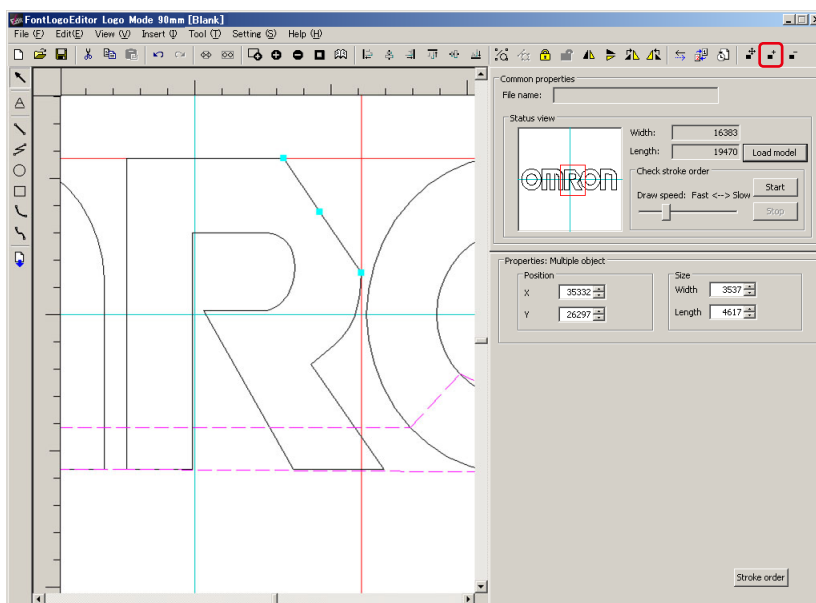 FontLogoEditor Logo Mode 90mm [Blank]
File (F) Edit(E) View (V) Insert (I) Tool (T) Setting (S) Help (H)
Common properties
File name:
Status view
OMRON
Width: 16383
Length: 19470 Load model
Check stroke order
Draw speed: Fast <--> Slow Start
Stop
Properties: Multiple object
Position
X 35332
Y 26297
Size
Width 3537
Length 4617
Stroke order